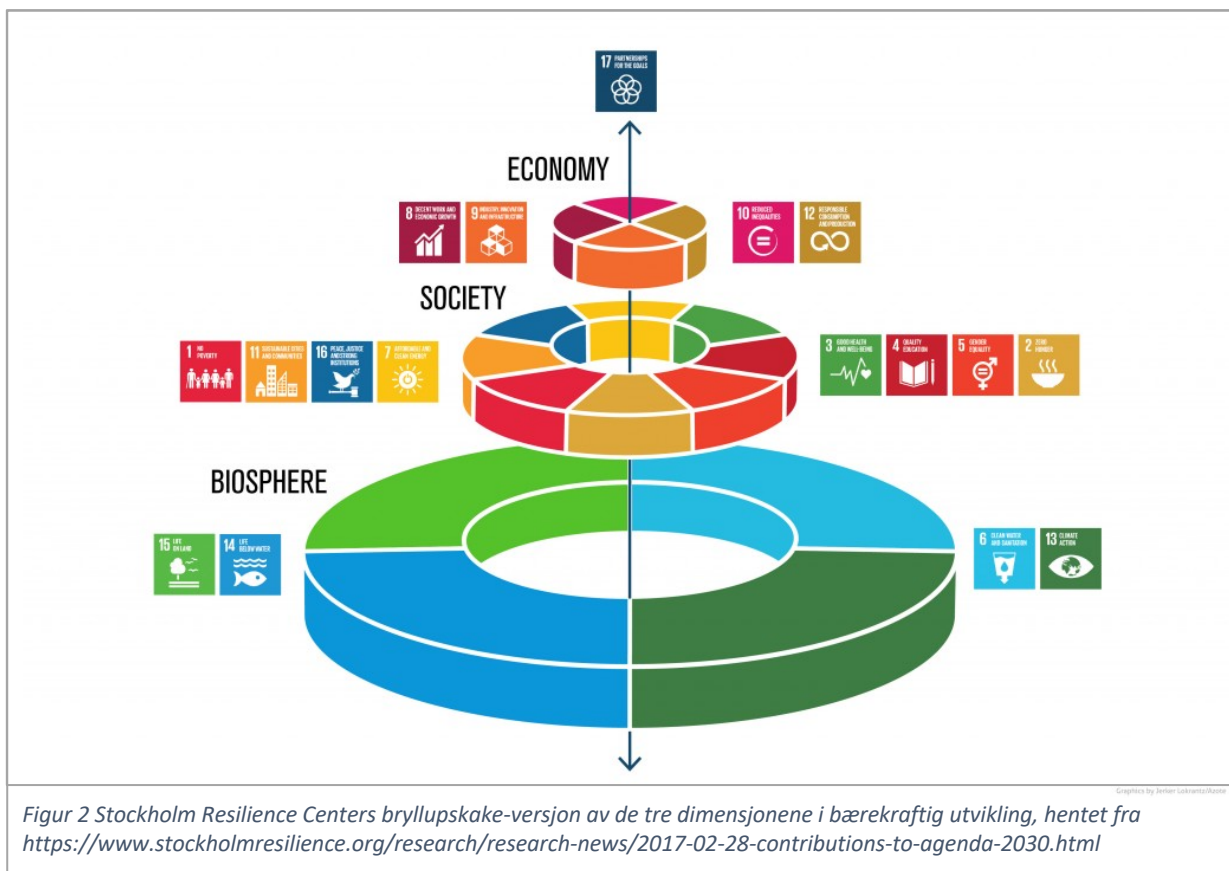 17 PARTNERSHIPS
FOR THE GOALS
ECONOMY
8 DECENT WORK AND
ECONOMIC GROWTH
9 INDUSTRY, INNOVATION
AND INFRASTRUCTURE
10 REDUCED
INEQUALITIES
12 RESPONSIBLE
CONSUMPTION
AND PRODUCTION
SOCIETY
1 NO
POVERTY
11 SUSTAINABLE CITIES
AND COMMUNITIES
16 PEACE, JUSTICE
AND STRONG
INSTITUTIONS
7 AFFORDABLE AND
CLEAN ENERGY
3 GOOD HEALTH
AND WELL-BEING
4 QUALITY
EDUCATION
5 GENDER
EQUALITY
2 ZERO
HUNGER
BIOSPHERE
15 LIFE
ON LAND
14 LIFE
BELOW WATER
6 CLEAN WATER
AND SANITATION
13 CLIMATE
ACTION
Graphics by Jerker Lokrantz/Azote
Figur 2 Stockholm Resilience Centers bryllupskake-versjon av de tre dimensjonene i bærekraftig utvikling, hentet fra
https://www.stockholmresilience.org/research/research-news/2017-02-28-contributions-to-agenda-2030.html